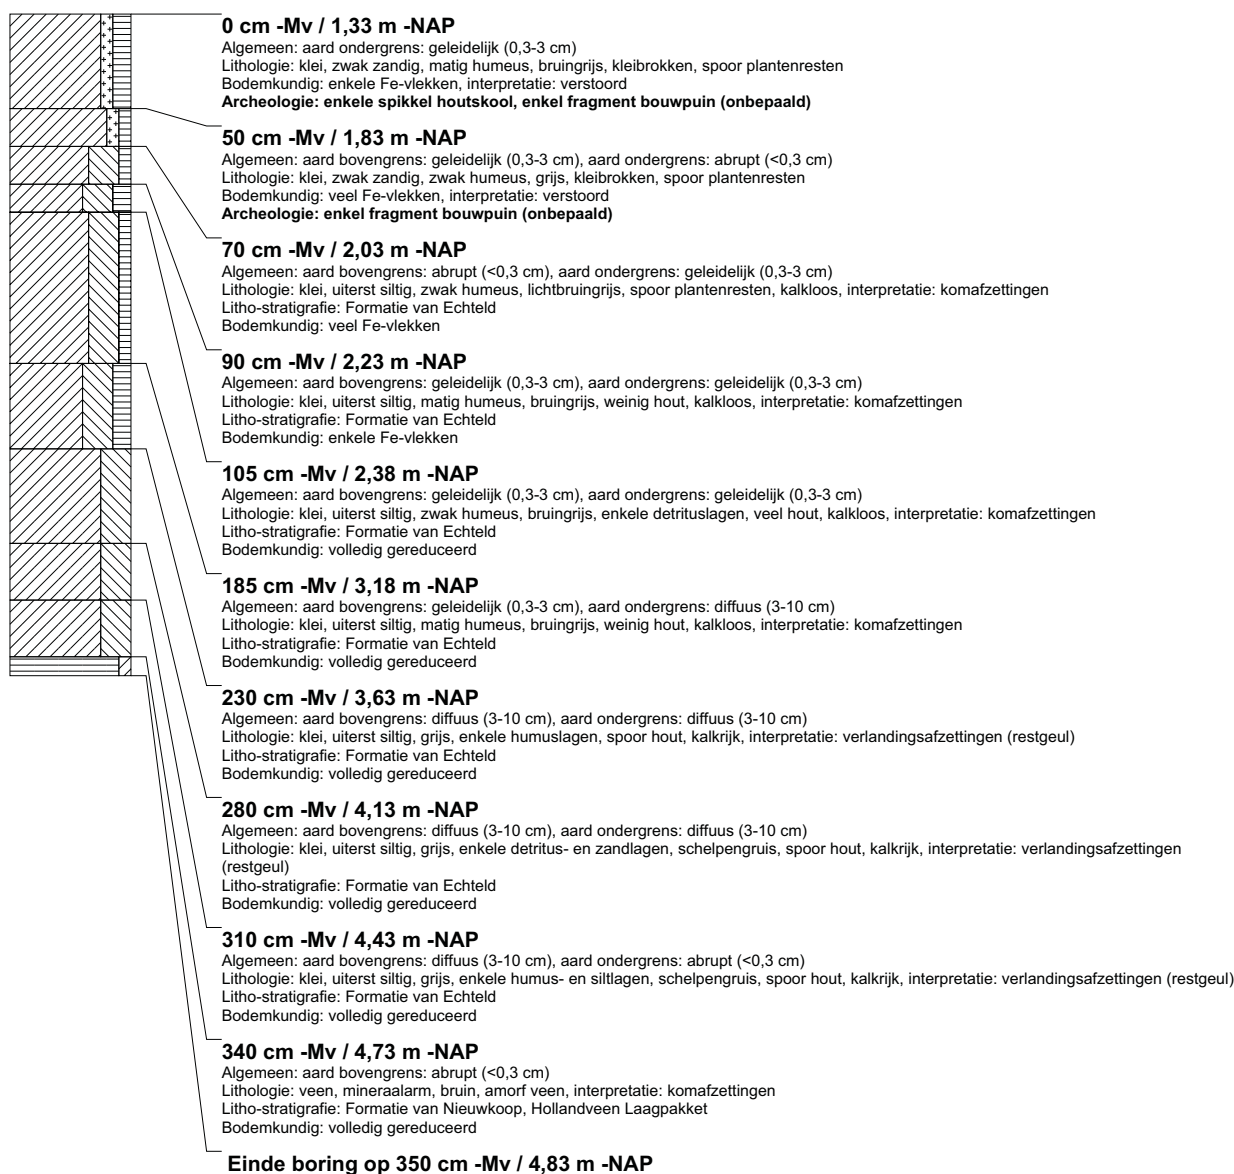 0 cm -Mv / 1,33 m -NAP
Algemeen: aard ondergrens: geleidelijk (0,3-3 cm)
Lithologie: klei, zwak zandig, matig humeus, bruingrijs, kleibrokken, spoor plantenresten
Bodemkundig: enkele Fe-vlekken, interpretatie: verstoord
Archeologie: enkele spikkel houtskool, enkel fragment bouwpuin (onbepaald)
50 cm -Mv / 1,83 m -NAP
Algemeen: aard bovengrens: geleidelijk (0,3-3 cm), aard ondergrens: abrupt (<0,3 cm)
Lithologie: klei, zwak zandig, zwak humeus, grijs, kleibrokken, spoor plantenresten
Bodemkundig: veel Fe-vlekken, interpretatie: verstoord
Archeologie: enkel fragment bouwpuin (onbepaald)
70 cm -Mv / 2,03 m -NAP
Algemeen: aard bovengrens: abrupt (<0,3 cm), aard ondergrens: geleidelijk (0,3-3 cm)
Lithologie: klei, uiterst siltig, zwak humeus, lichtbruingrijs, spoor plantenresten, kalkloos, interpretatie: komafzettingen
Litho-stratigrafie: Formatie van Echteld
Bodemkundig: veel Fe-vlekken
90 cm -Mv / 2,23 m -NAP
Algemeen: aard bovengrens: geleidelijk (0,3-3 cm), aard ondergrens: geleidelijk (0,3-3 cm)
Lithologie: klei, uiterst siltig, matig humeus, bruingrijs, weinig hout, kalkloos, interpretatie: komafzettingen
Litho-stratigrafie: Formatie van Echteld
Bodemkundig: enkele Fe-vlekken
105 cm -Mv / 2,38 m -NAP
Algemeen: aard bovengrens: geleidelijk (0,3-3 cm), aard ondergrens: geleidelijk (0,3-3 cm)
Lithologie: klei, uiterst siltig, zwak humeus, bruingrijs, enkele detrituslagen, veel hout, kalkloos, interpretatie: komafzettingen
Litho-stratigrafie: Formatie van Echteld
Bodemkundig: volledig gereduceerd
185 cm -Mv / 3,18 m -NAP
Algemeen: aard bovengrens: geleidelijk (0,3-3 cm), aard ondergrens: diffuus (3-10 cm)
Lithologie: klei, uiterst siltig, matig humeus, bruingrijs, weinig hout, kalkloos, interpretatie: komafzettingen
Litho-stratigrafie: Formatie van Echteld
Bodemkundig: volledig gereduceerd
230 cm -Mv / 3,63 m -NAP
Algemeen: aard bovengrens: diffuus (3-10 cm), aard ondergrens: diffuus (3-10 cm)
Lithologie: klei, uiterst siltig, grijs, enkele humuslagen, spoor hout, kalkrijk, interpretatie: verlandingsafzettingen (restgeul)
Litho-stratigrafie: Formatie van Echteld
Bodemkundig: volledig gereduceerd
280 cm -Mv / 4,13 m -NAP
Algemeen: aard bovengrens: diffuus (3-10 cm), aard ondergrens: diffuus (3-10 cm)
Lithologie: klei, uiterst siltig, grijs, enkele detritus- en zandlagen, schelpengruis, spoor hout, kalkrijk, interpretatie: verlandingsafzettingen
(restgeul)
Litho-stratigrafie: Formatie van Echteld
Bodemkundig: volledig gereduceerd
310 cm -Mv / 4,43 m -NAP
Algemeen: aard bovengrens: diffuus (3-10 cm), aard ondergrens: abrupt (<0,3 cm)
Lithologie: klei, uiterst siltig, grijs, enkele humus- en siltlagen, schelpengruis, spoor hout, kalkrijk, interpretatie: verlandingsafzettingen (restgeul)
Litho-stratigrafie: Formatie van Echteld
Bodemkundig: volledig gereduceerd
340 cm -Mv / 4,73 m -NAP
Algemeen: aard bovengrens: abrupt (<0,3 cm)
Lithologie: veen, mineraalarm, bruin, amorf veen, interpretatie: komafzettingen
Litho-stratigrafie: Formatie van Nieuwkoop, Hollandveen Laagpakket
Bodemkundig: volledig gereduceerd
Einde boring op 350 cm -Mv / 4,83 m -NAP